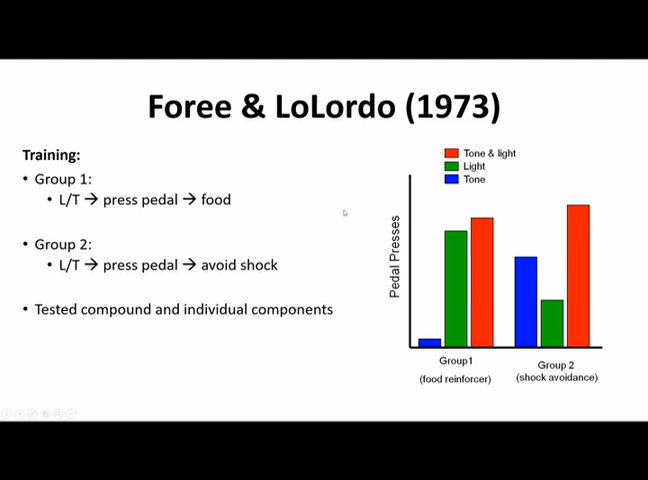 Foree & LoLordo (1973)
Training:
• Group 1:
• L/T → press pedal → food
• Group 2:
• L/T → press pedal → avoid shock
• Tested compound and individual components
Tone & light
Light
Tone
Pedal Presses
Group1
(food reinforcer)
Group 2
(shock avoidance)